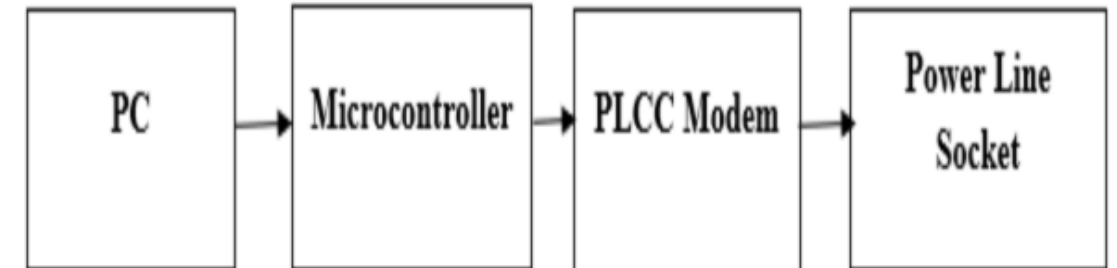 PC
Microcontroller
PLCC Modem
Power Line
Socket